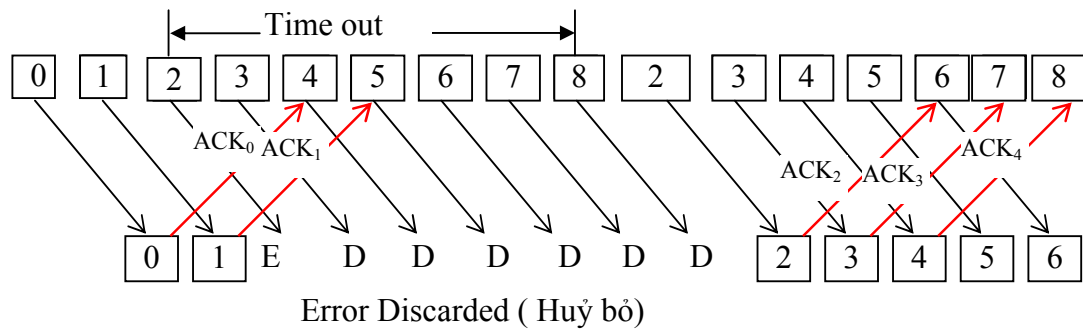 Time out
0 1 2 3 4 5 6 7 8 2 3 4 5 6 7 8
ACK0 ACK1 ACK2 ACK3 ACK4
0 1 E D D D D D D 2 3 4 5 6
Error Discarded ( Huỷ bỏ)